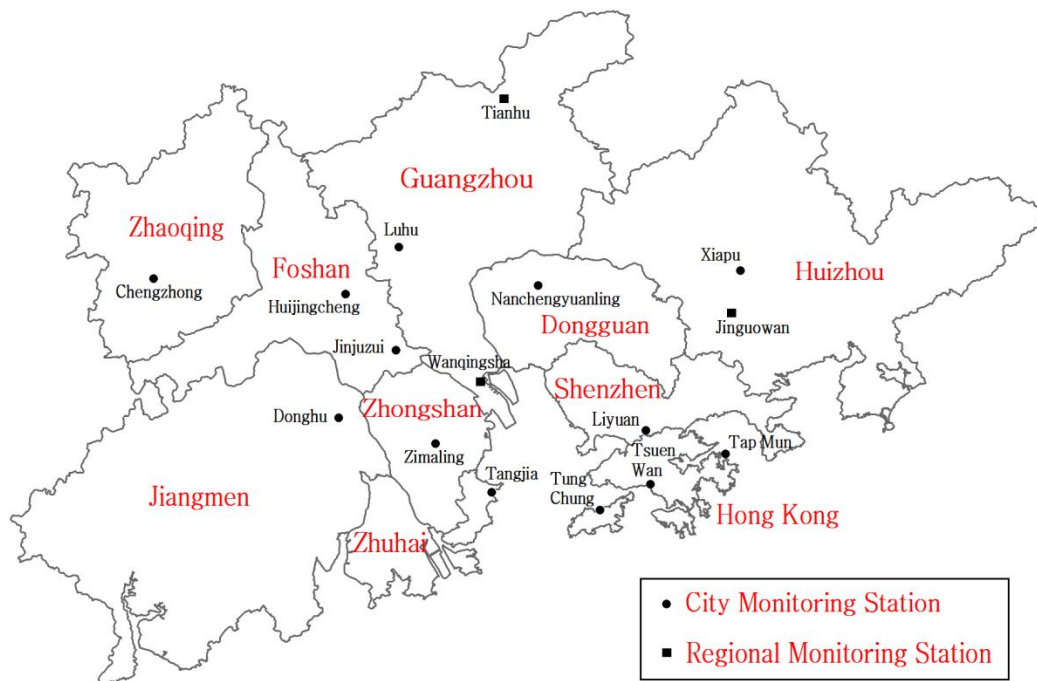 Tianhu
Guangzhou
Zhaoqing
Luhu
Foshan
Xiapu
Huizhou
Chengzhong
Huijingcheng
Nanchengyuanling
Dongguan
Jinguowan
Jinjuzui
Wanqingsha
Shenzhen
Zhongshan
Donghu
Liyuan
Zimaling
Tsuen
Wan
Tap Mun
Tangjia
Tung
Chung
Jiangmen
Hong Kong
Zhuhai
City Monitoring Station
Regional Monitoring Station